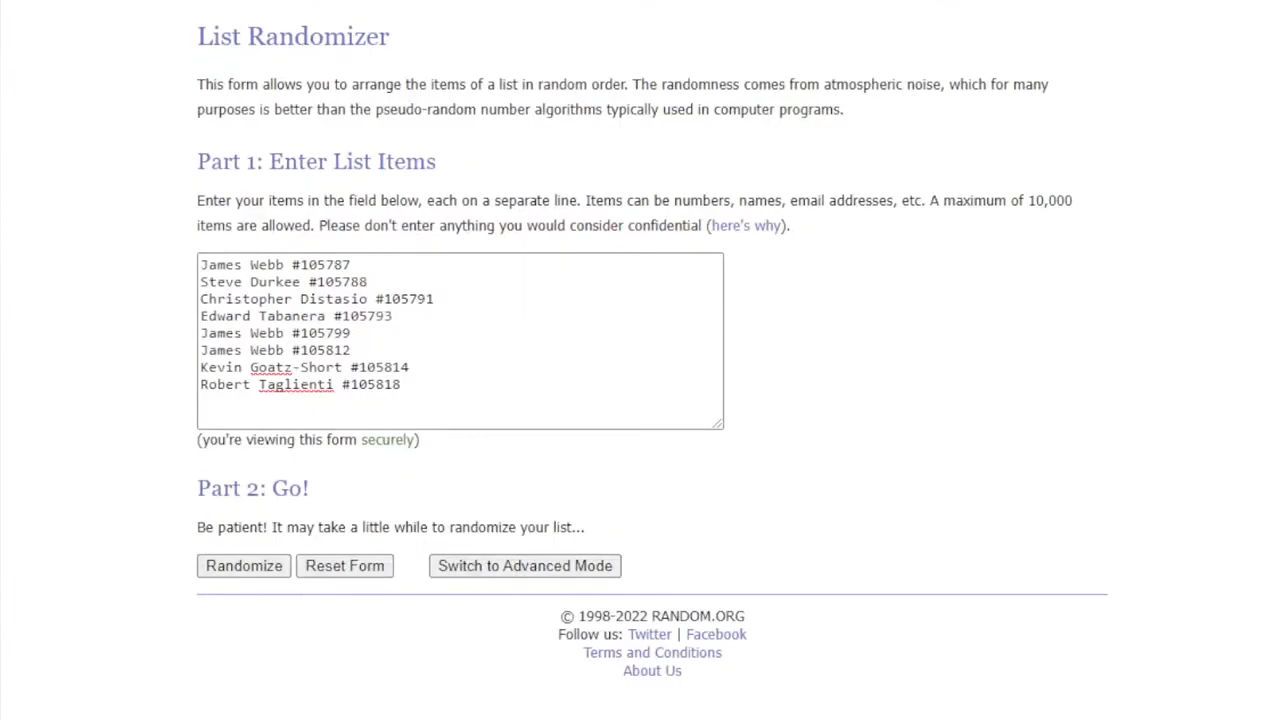 List Randomizer
This form allows you to arrange the items of a list in random order. The randomness comes from atmospheric noise, which for many
purposes is better than the pseudo-random number algorithms typically used in computer programs.
Part 1: Enter List Items
Enter your items in the field below, each on a separate line. Items can be numbers, names, email addresses, etc. A maximum of 10,000
items are allowed. Please don't enter anything you would consider confidential (here's why).
James Webb #105787
Steve Durkee #105788
Christopher Distasio #105791
Edward Tabanera #105793
James Webb #105799
James Webb #105812
Kevin Goatz-Short #105814
Robert Taglienti #105818
(you're viewing this form securely)
Part 2: Go!
Be patient! It may take a little while to randomize your list...
Randomize Reset Form Switch to Advanced Mode
© 1998-2022 RANDOM.ORG
Follow us: Twitter | Facebook
Terms and Conditions
About Us